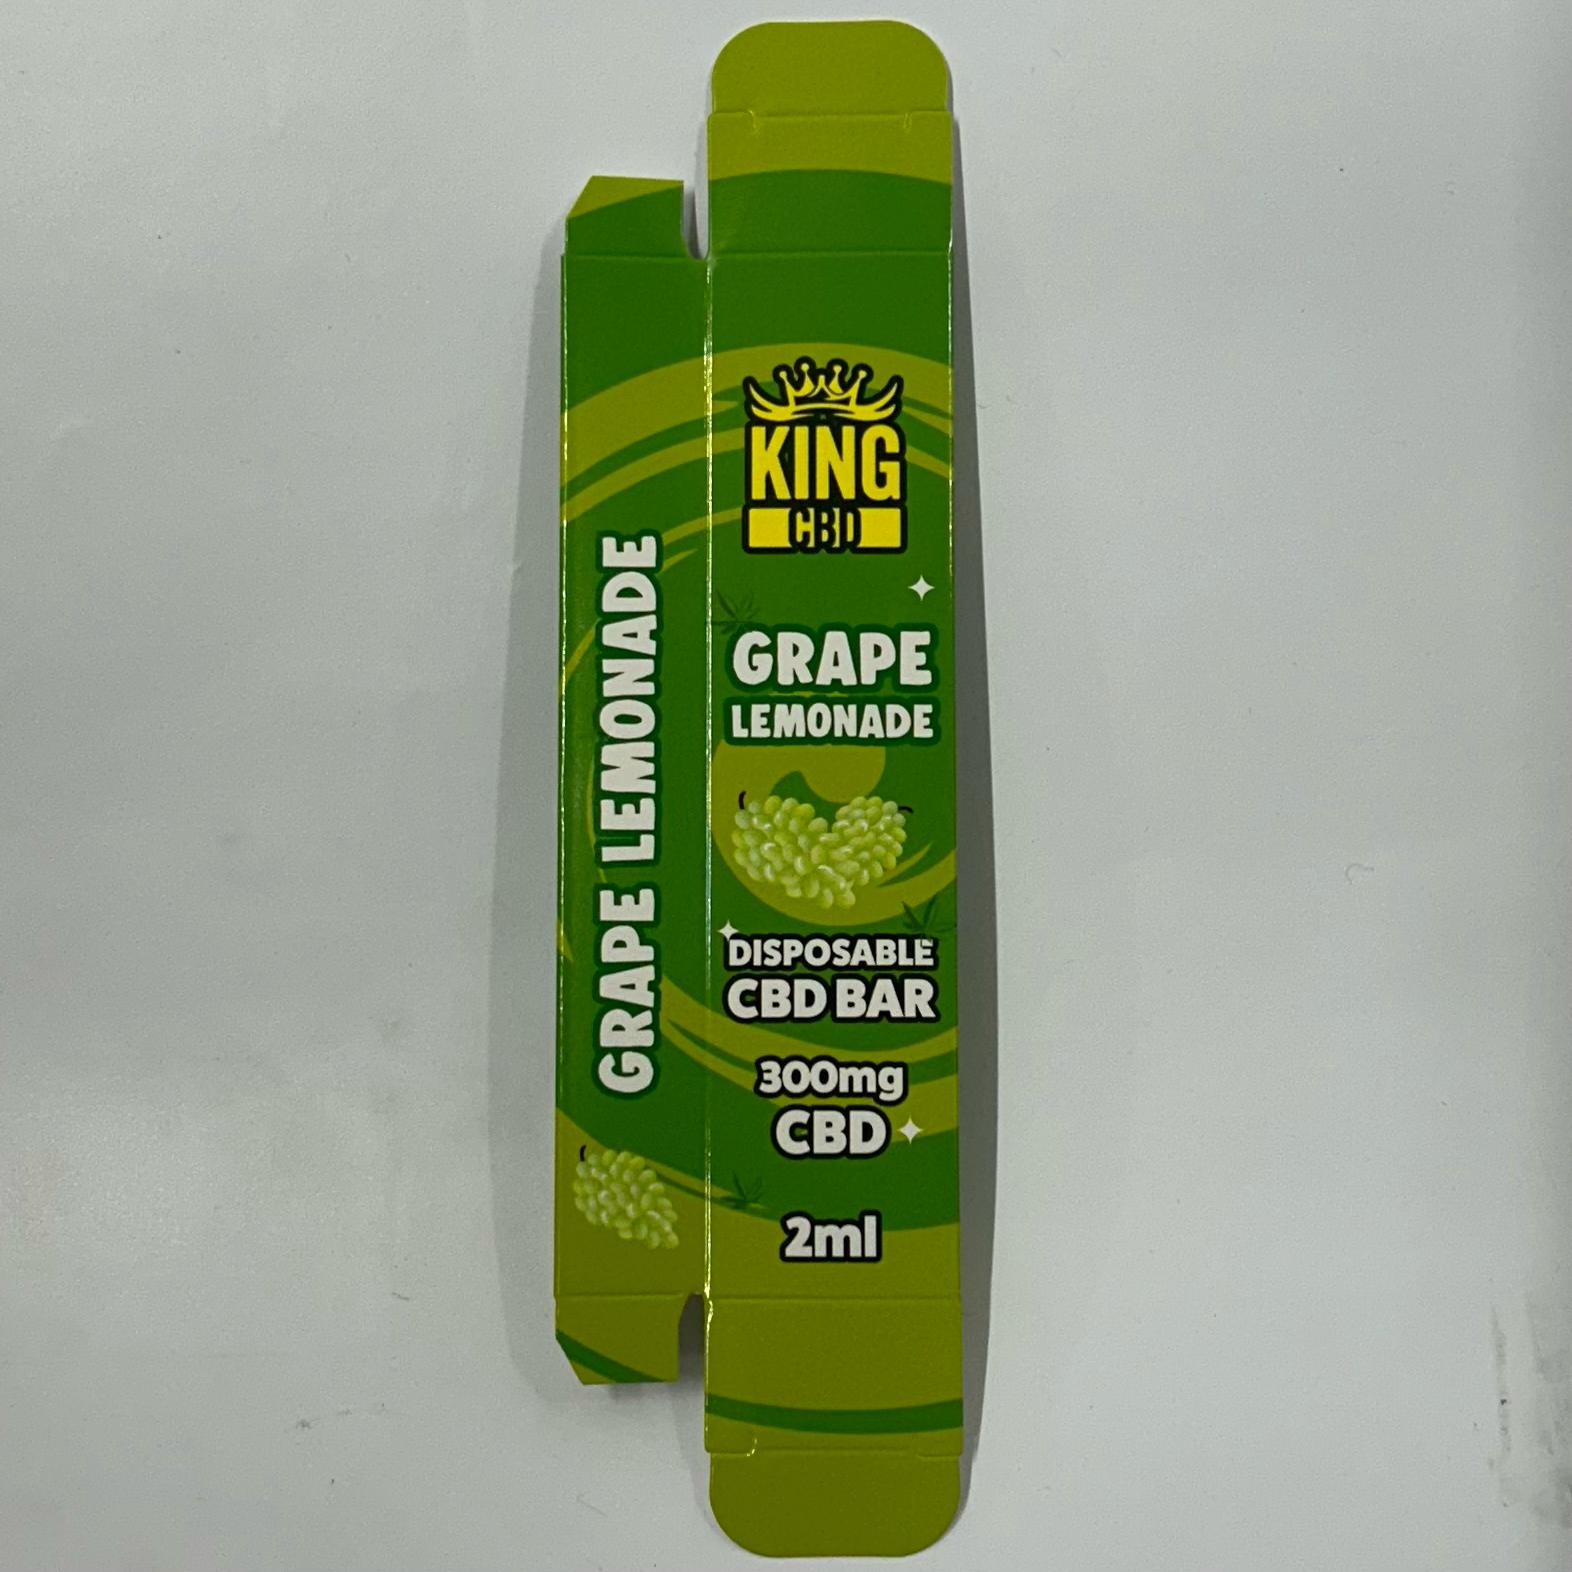 GRAPE LEMONADE
KING
CBD
GRAPE
LEMONADE
DISPOSABLE
CBD BAR
300mg
CBD
2ml